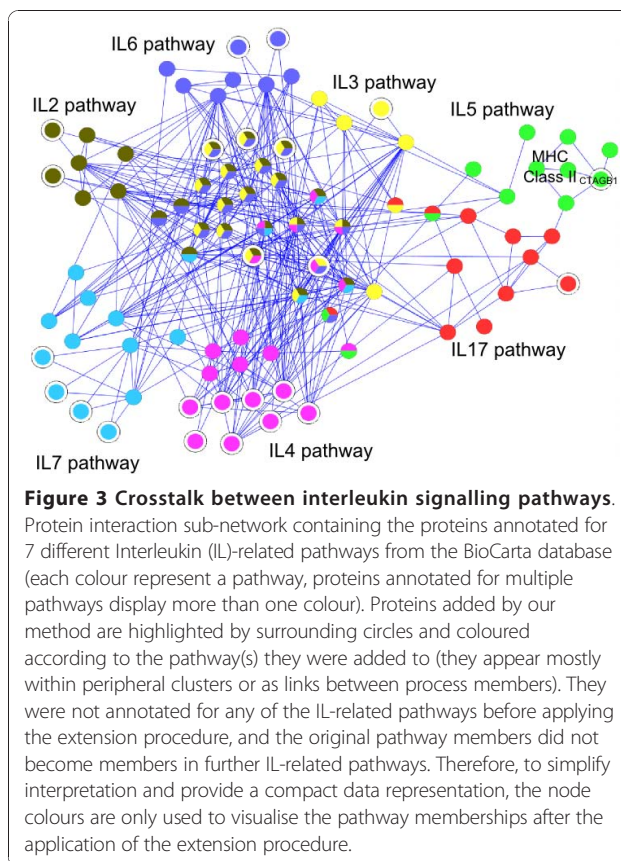 IL6 pathway
IL3 pathway
IL2 pathway
IL5 pathway
MHC
Class II CTAGB1
IL17 pathway
IL4 pathway
IL7 pathway
Figure 3 Crosstalk between interleukin signalling pathways.
Protein interaction sub-network containing the proteins annotated for
7 different Interleukin (IL)-related pathways from the BioCarta database
(each colour represent a pathway, proteins annotated for multiple
pathways display more than one colour). Proteins added by our
method are highlighted by surrounding circles and coloured
according to the pathway(s) they were added to (they appear mostly
within peripheral clusters or as links between process members). They
were not annotated for any of the IL-related pathways before applying
the extension procedure, and the original pathway members did not
become members in further IL-related pathways. Therefore, to simplify
interpretation and provide a compact data representation, the node
colours are only used to visualise the pathway memberships after the
application of the extension procedure.